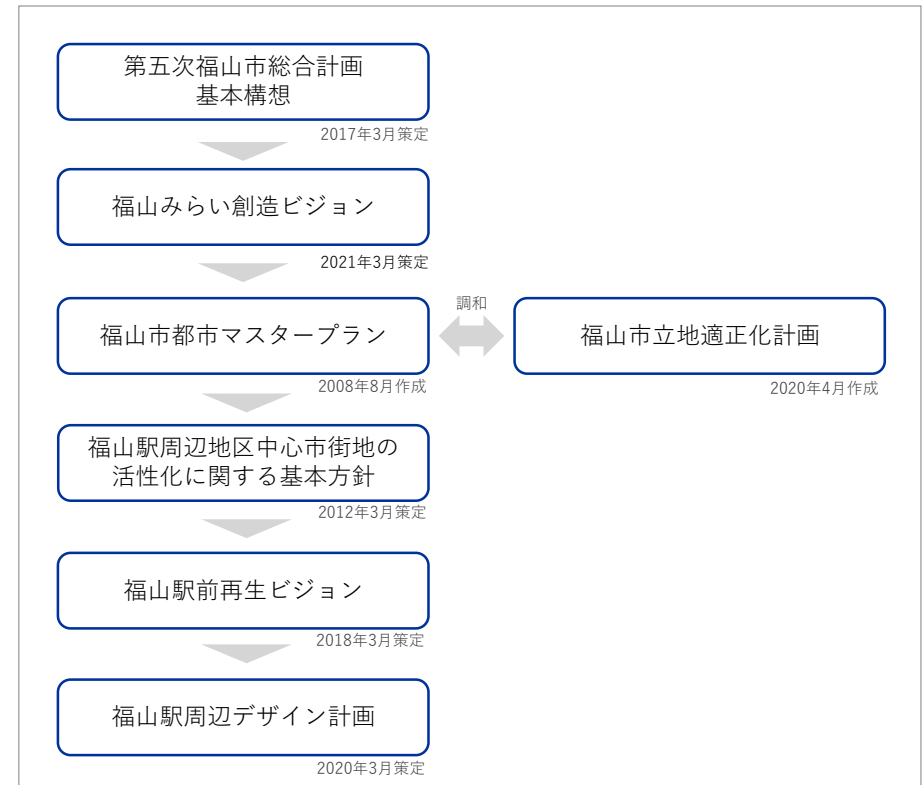 第五次福山市総合計画
基本構想
2017年3月策定
福山みらい創造ビジョン
2021年3月策定
福山市都市マスタープラン
2008年8月作成
調和
福山市立地適正化計画
2020年4月作成
福山駅周辺地区中心市街地の
活性化に関する基本方針
2012年3月策定
福山駅前再生ビジョン
2018年3月策定
福山駅周辺デザイン計画
2020年3月策定